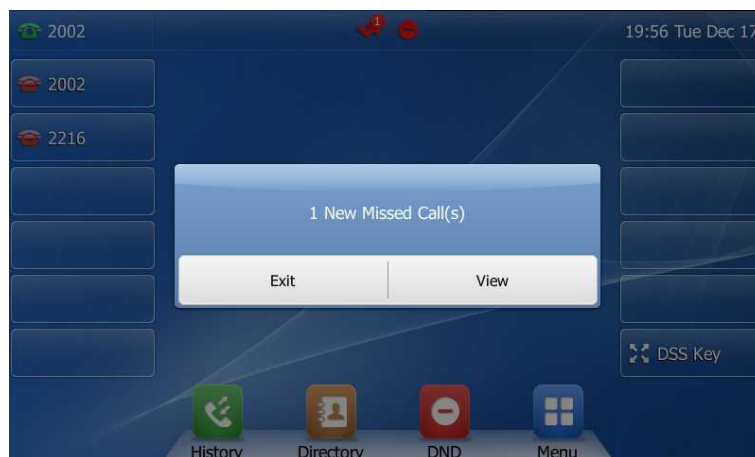 2002
1
19:56 Tue Dec 17
2002
2216
1 New Missed Call(s)
Exit
View
DSS Key
History
Directory
DND
Menu